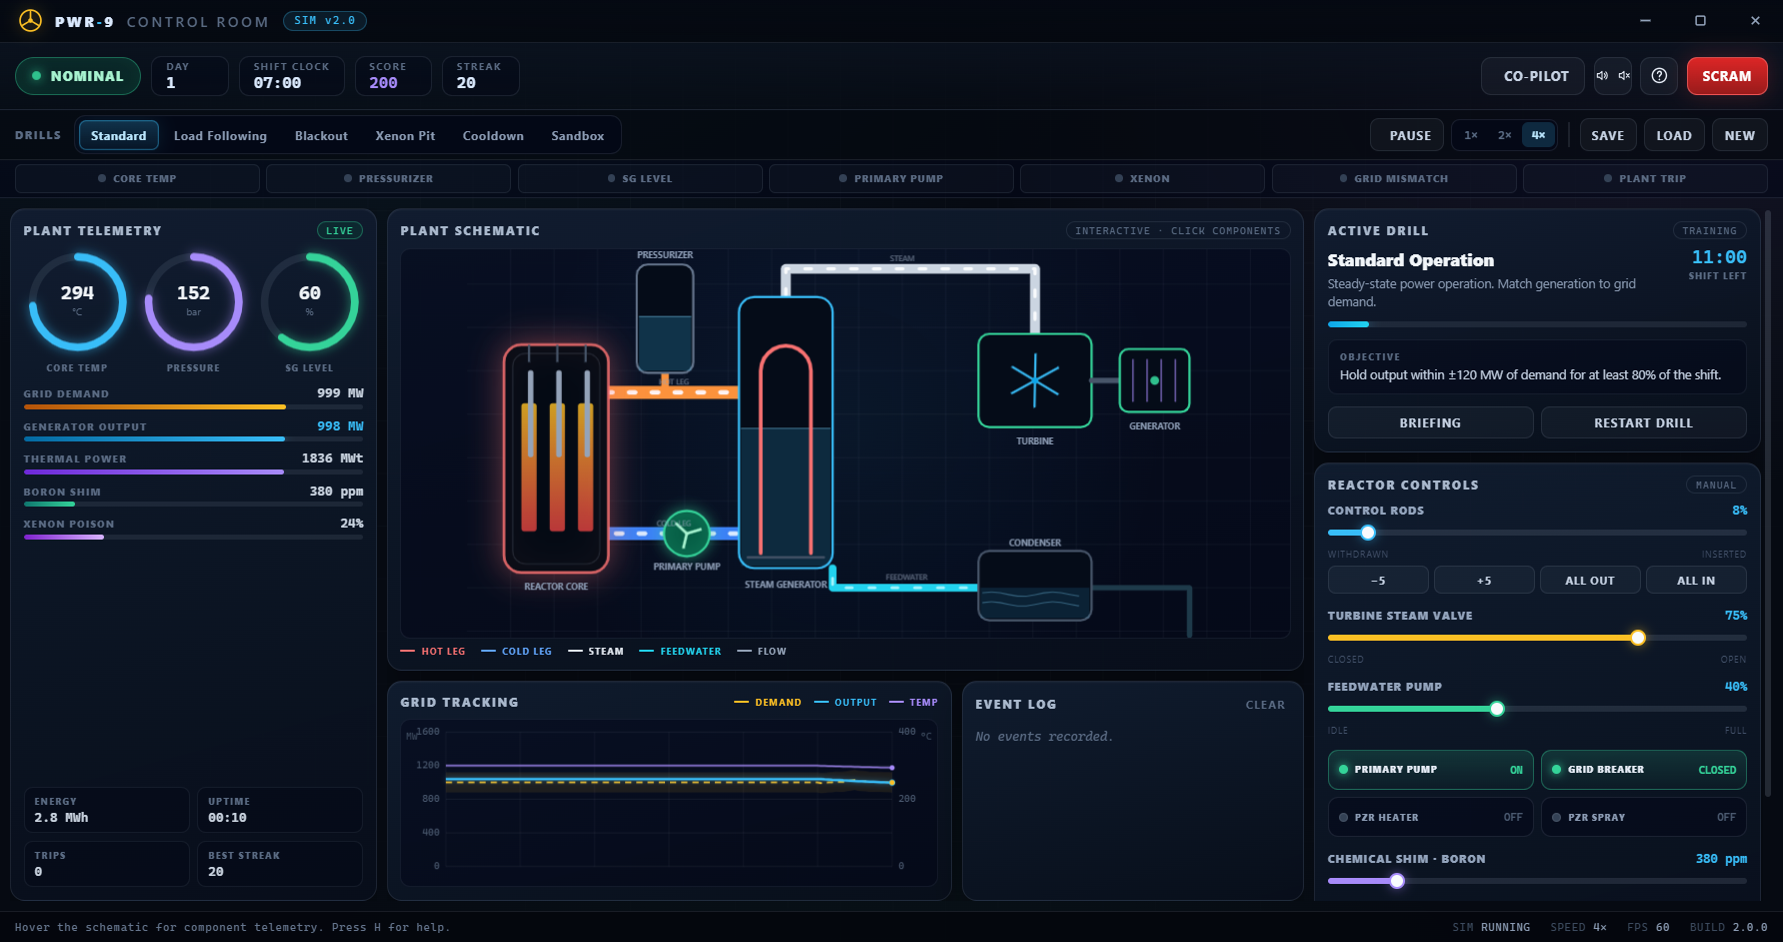 PWR-9 CONTROL ROOM SIM v2.0
NOMINAL
DAY
1
SHIFT CLOCK
07:00
SCORE
200
STREAK
20
CO-PILOT
SCRAM
DRILLS Standard Load Following Blackout Xenon Pit Cooldown Sandbox
PAUSE 1× 2× 4× SAVE LOAD NEW
CORE TEMP PRESSURIZER SG LEVEL PRIMARY PUMP XENON GRID MISMATCH PLANT TRIP
PLANT TELEMETRY LIVE
294
°C
CORE TEMP
152
bar
PRESSURE
60
%
SG LEVEL
GRID DEMAND 999 MW
GENERATOR OUTPUT 998 MW
THERMAL POWER 1836 MWt
BORON SHIM 380 ppm
XENON POISON 24%
ENERGY
2.8 MWh
UPTIME
00:10
TRIPS
0
BEST STREAK
20
PLANT SCHEMATIC INTERACTIVE · CLICK COMPONENTS
PRESSURIZER
STEAM
HOT LEG
COLD LEG
PRIMARY PUMP
REACTOR CORE
STEAM GENERATOR
FEEDWATER
TURBINE
GENERATOR
CONDENSER
HOT LEG COLD LEG STEAM FEEDWATER FLOW
GRID TRACKING DEMAND OUTPUT TEMP
MW 1600 400 °C
1200
800 200
400
0 0
EVENT LOG CLEAR
No events recorded.
ACTIVE DRILL TRAINING
Standard Operation 11:00
SHIFT LEFT
Steady-state power operation. Match generation to grid
demand.
OBJECTIVE
Hold output within ±120 MW of demand for at least 80% of the shift.
BRIEFING RESTART DRILL
REACTOR CONTROLS MANUAL
CONTROL RODS 8%
WITHDRAWN INSERTED
−5 +5 ALL OUT ALL IN
TURBINE STEAM VALVE 75%
CLOSED OPEN
FEEDWATER PUMP 40%
IDLE FULL
PRIMARY PUMP ON GRID BREAKER CLOSED
PZR HEATER OFF PZR SPRAY OFF
CHEMICAL SHIM · BORON 380 ppm
Hover the schematic for component telemetry. Press H for help.
SIM RUNNING SPEED 4× FPS 60 BUILD 2.0.0